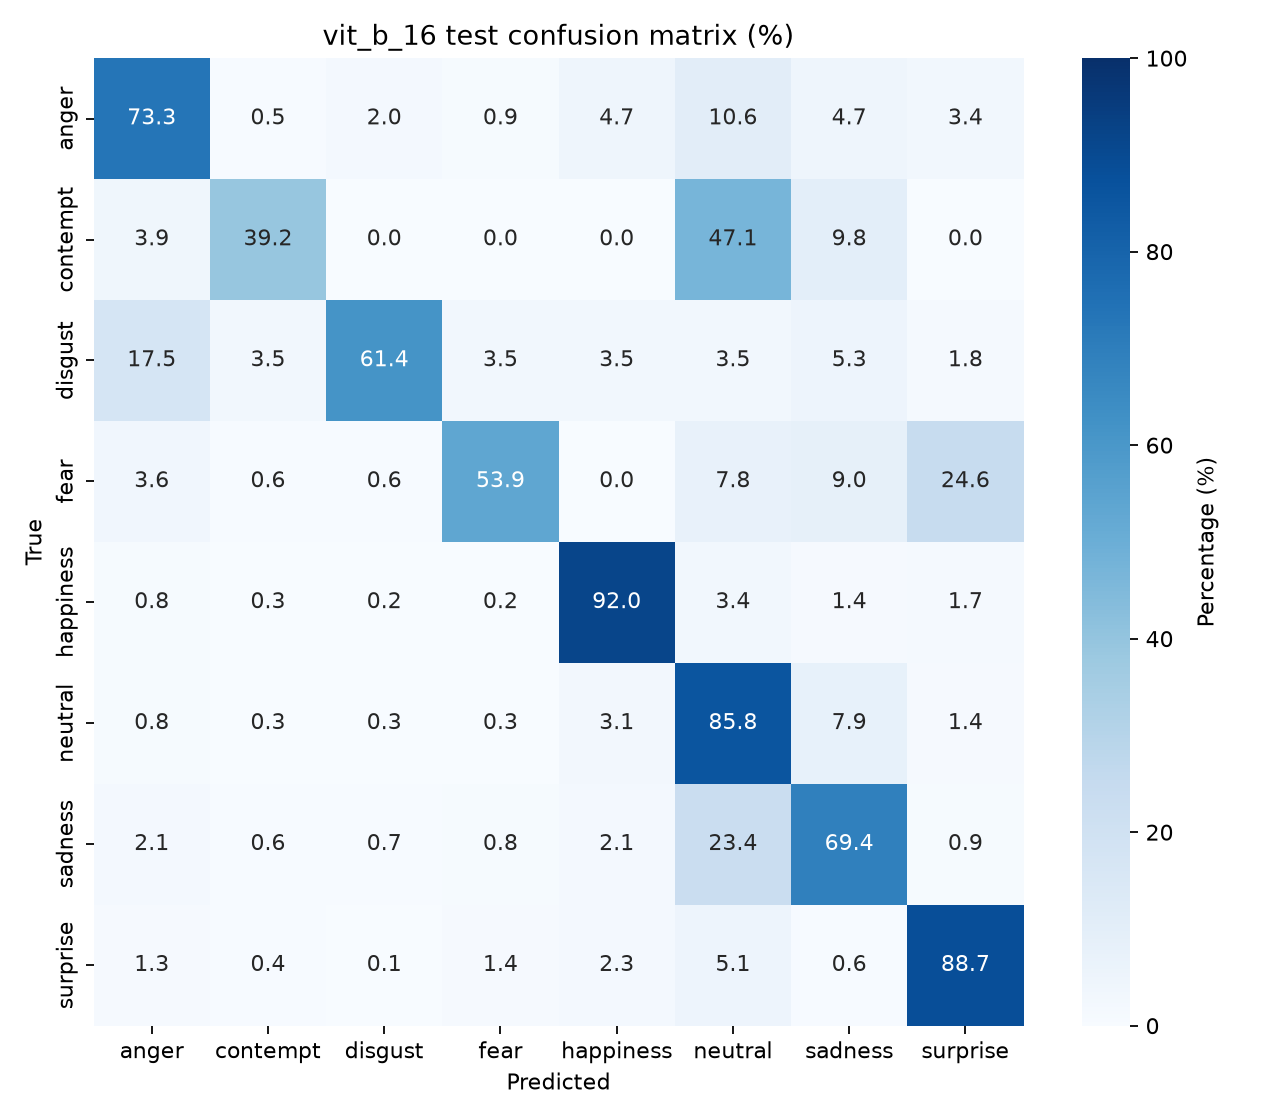 vit_b_16 test confusion matrix (%)
anger 73.3 0.5 2.0 0.9 4.7 10.6 4.7 3.4
contempt 3.9 39.2 0.0 0.0 0.0 47.1 9.8 0.0
disgust 17.5 3.5 61.4 3.5 3.5 3.5 5.3 1.8
fear 3.6 0.6 0.6 53.9 0.0 7.8 9.0 24.6
happiness 0.8 0.3 0.2 0.2 92.0 3.4 1.4 1.7
neutral 0.8 0.3 0.3 0.3 3.1 85.8 7.9 1.4
sadness 2.1 0.6 0.7 0.8 2.1 23.4 69.4 0.9
surprise 1.3 0.4 0.1 1.4 2.3 5.1 0.6 88.7
anger contempt disgust fear happiness neutral sadness surprise
Predicted
True
100
80
60
40
20
0
Percentage (%)